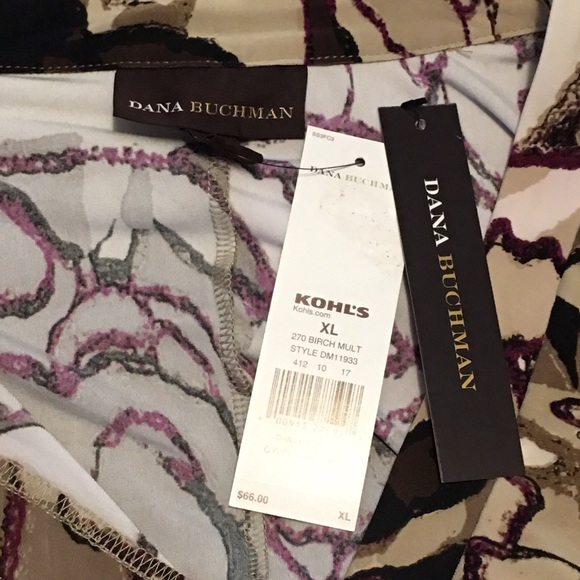 DANA BUCHMAN
DANA BUCHMA
KOHL'S
Kohls.com
XL
270 BIRCH MULT
STYLE DM11933
412 10 17
$66.00
XL
DANA BUCHMAN